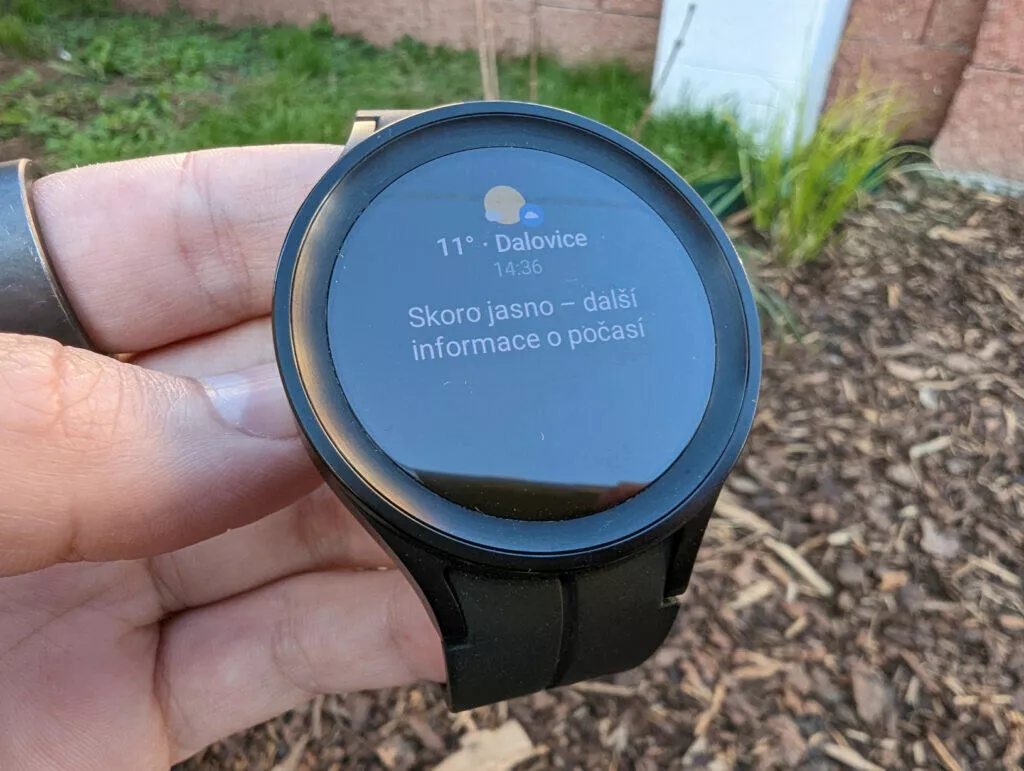 11° · Dalovice
14:36
Skoro jasno – další
informace o počasí